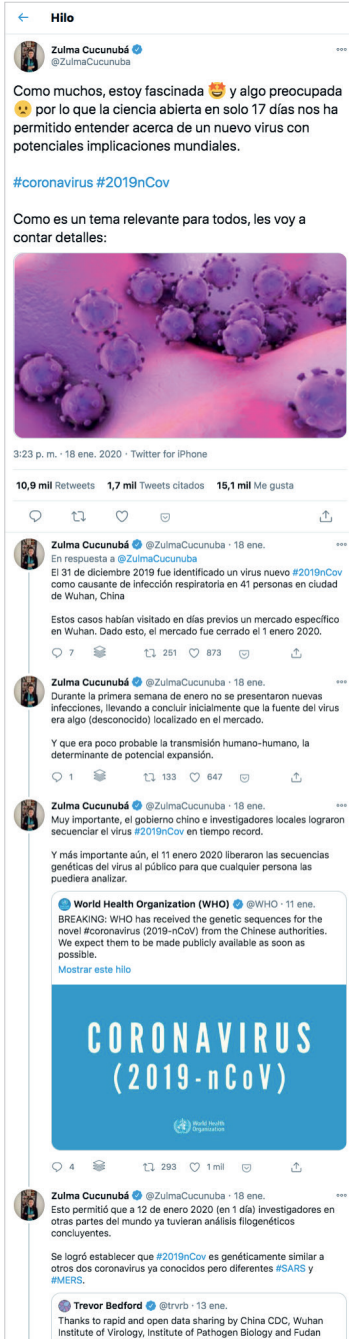 Hilo
Zulma Cucunubá
@ZulmaCucunuba
Como muchos, estoy fascinada 🤩 y algo preocupada
😟 por lo que la ciencia abierta en solo 17 días nos ha
permitido entender acerca de un nuevo virus con
potenciales implicaciones mundiales.
#coronavirus #2019nCov
Como es un tema relevante para todos, les voy a
contar detalles:
3:23 p. m. · 18 ene. 2020 · Twitter for iPhone
10,9 mil Retweets 1,7 mil Tweets citados 15,1 mil Me gusta
Zulma Cucunubá @ZulmaCucunuba · 18 ene.
En respuesta a @ZulmaCucunuba
El 31 de diciembre 2019 fue identificado un virus nuevo #2019nCov
como causante de infección respiratoria en 41 personas en ciudad
de Wuhan, China
Estos casos habían visitado en días previos un mercado específico
en Wuhan. Dado esto, el mercado fue cerrado el 1 enero 2020.
7 251 873
Zulma Cucunubá @ZulmaCucunuba · 18 ene.
Durante la primera semana de enero no se presentaron nuevas
infecciones, llevando a concluir inicialmente que la fuente del virus
era algo (desconocido) localizado en el mercado.
Y que era poco probable la transmisión humano-humano, la
determinante de potencial expansión.
1 133 647
Zulma Cucunubá @ZulmaCucunuba · 18 ene.
Muy importante, el gobierno chino e investigadores locales lograron
secuenciar el virus #2019nCov en tiempo record.
Y más importante aún, el 11 enero 2020 liberaron las secuencias
genéticas del virus al público para que cualquier persona las
puediera analizar.
World Health Organization (WHO) @WHO · 11 ene.
BREAKING: WHO has received the genetic sequences for the
novel #coronavirus (2019-nCoV) from the Chinese authorities.
We expect them to be made publicly available as soon as
possible.
Mostrar este hilo
CORONAVIRUS
(2019-nCoV)
World Health
Organization
4 293 1 mil
Zulma Cucunubá @ZulmaCucunuba · 18 ene.
Esto permitió que a 12 de enero 2020 (en 1 día) investigadores en
otras partes del mundo ya tuvieran análisis filogenéticos
concluyentes.
Se logró establecer que #2019nCov es genéticamente similar a
otros dos coronavirus ya conocidos pero diferentes #SARS y
#MERS.
Trevor Bedford @trvrb · 13 ene.
Thanks to rapid and open data sharing by China CDC, Wuhan
Institute of Virology, Institute of Pathogen Biology and Fudan